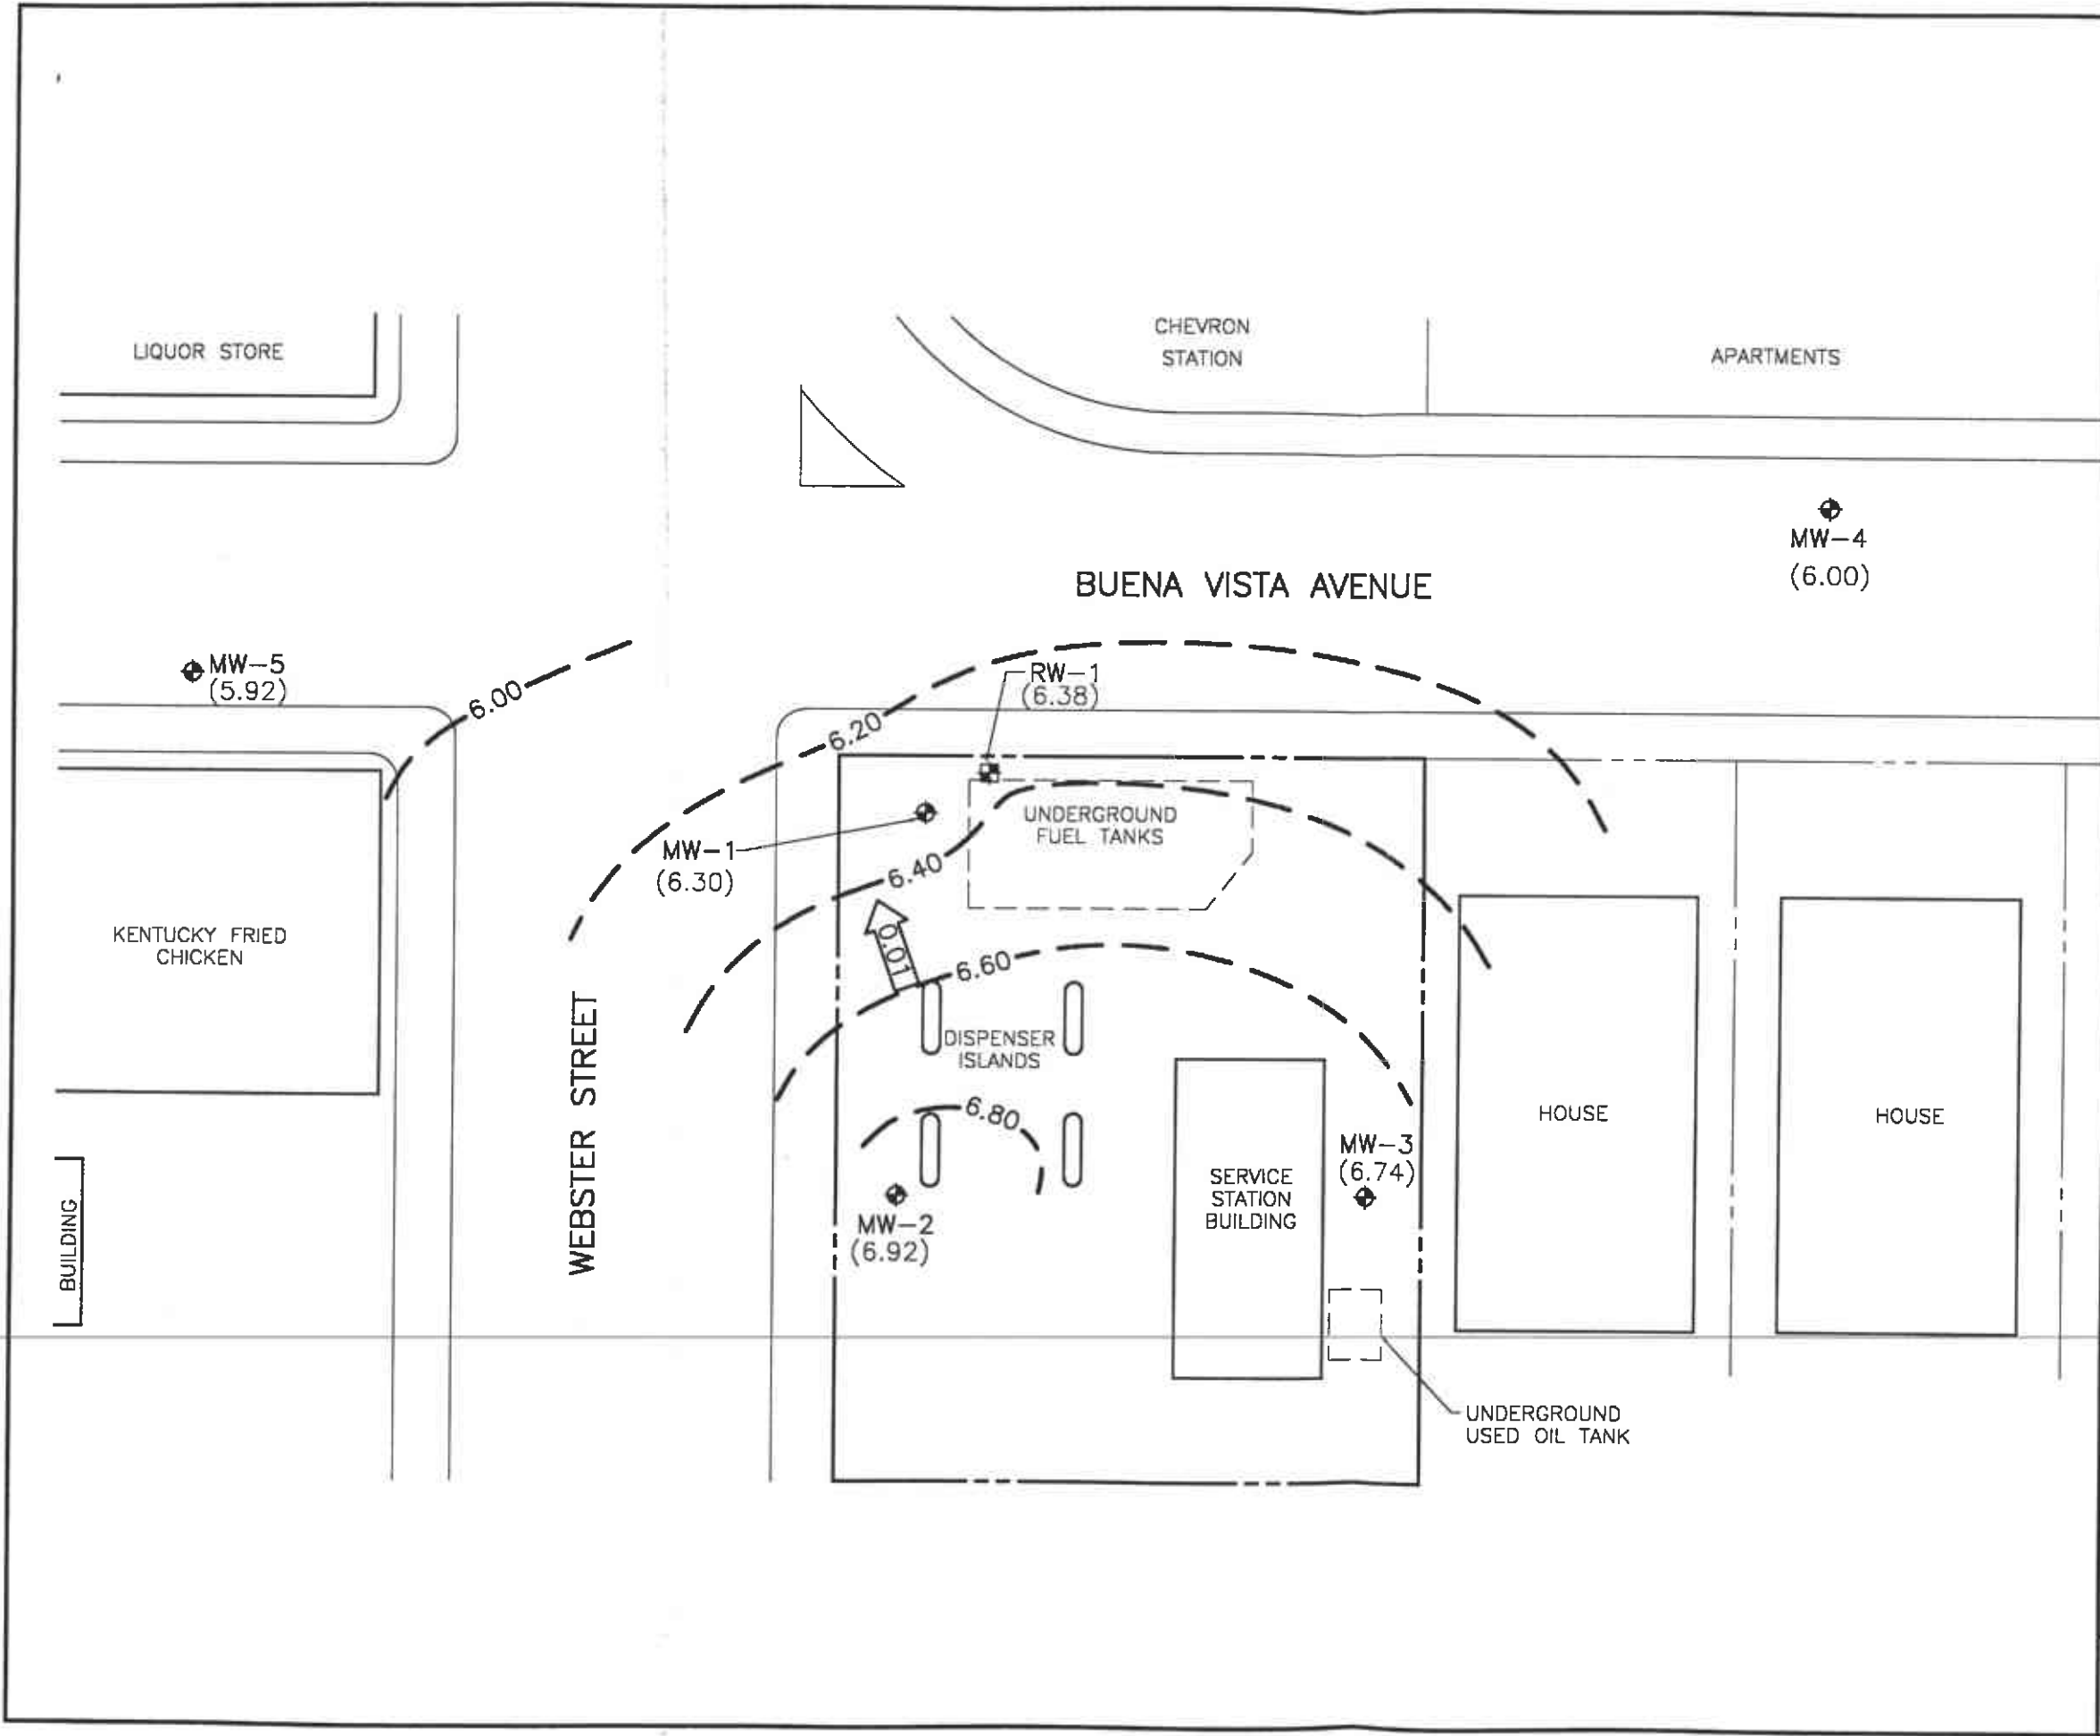 LIQUOR STORE
CHEVRON
STATION
APARTMENTS
MW-4
(6.00)
BUENA VISTA AVENUE
MW-5
(5.92)
6.00
RW-1
(6.38)
6.20
MW-1
(6.30)
UNDERGROUND
FUEL TANKS
6.40
KENTUCKY FRIED
CHICKEN
0.01
6.60
WEBSTER STREET
DISPENSER
ISLANDS
6.80
HOUSE
HOUSE
MW-3
(6.74)
SERVICE
STATION
BUILDING
MW-2
(6.92)
BUILDING
UNDERGROUND
USED OIL TANK